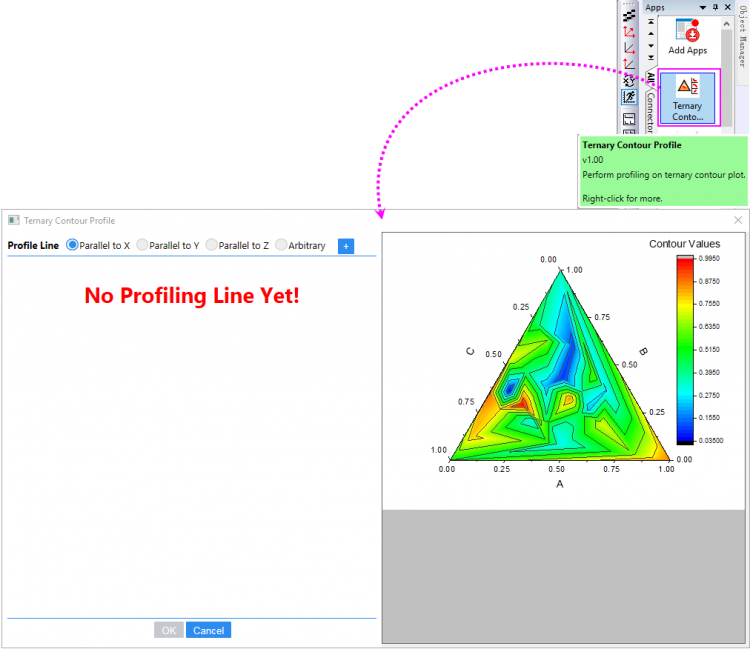 Apps
Object Manager
Add Apps
All
Connector
Ternary
Conto...
Ternary Contour Profile
v1.00
Perform profiling on ternary contour plot.
Right-click for more.
Ternary Contour Profile
Profile Line Parallel to X Parallel to Y Parallel to Z Arbitrary +
No Profiling Line Yet!
Contour Values
0.9950
0.8750
0.7550
0.6350
0.5150
0.3950
0.2750
0.1550
0.03500
0.00
1.00
0.25
0.75
C
B
0.50
0.50
0.75
0.25
1.00
0.00
0.00 0.25 0.50 0.75 1.00
A
OK Cancel